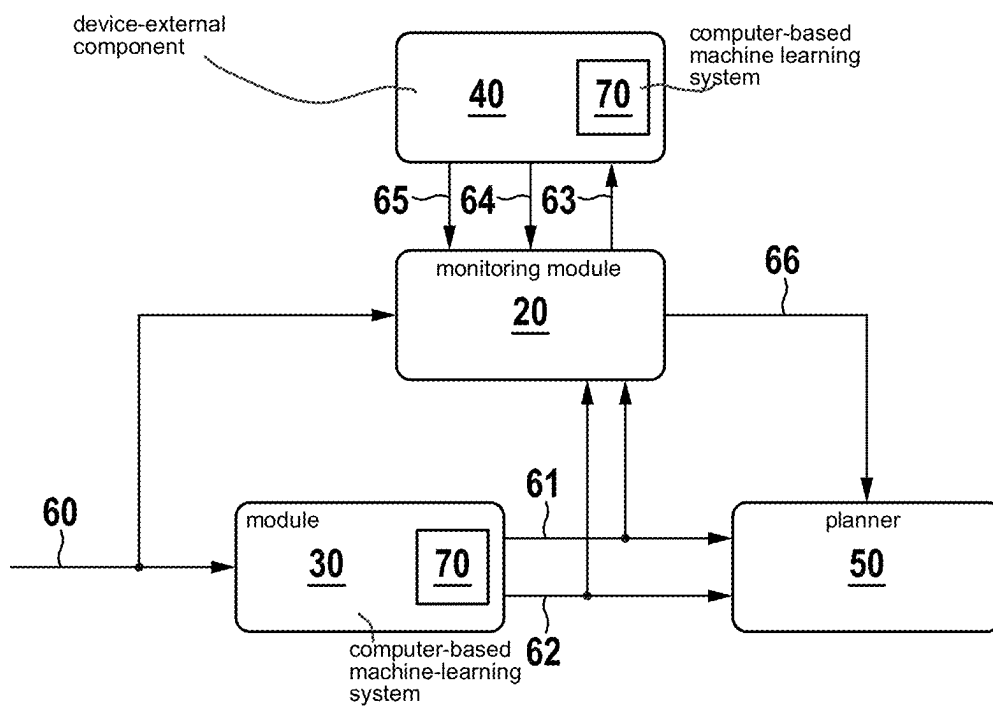 device-external
component
computer-based
machine learning
system
40
70
65
64
63
monitoring module
20
66
60
module
30
70
61
62
planner
50
computer-based
machine-learning
system